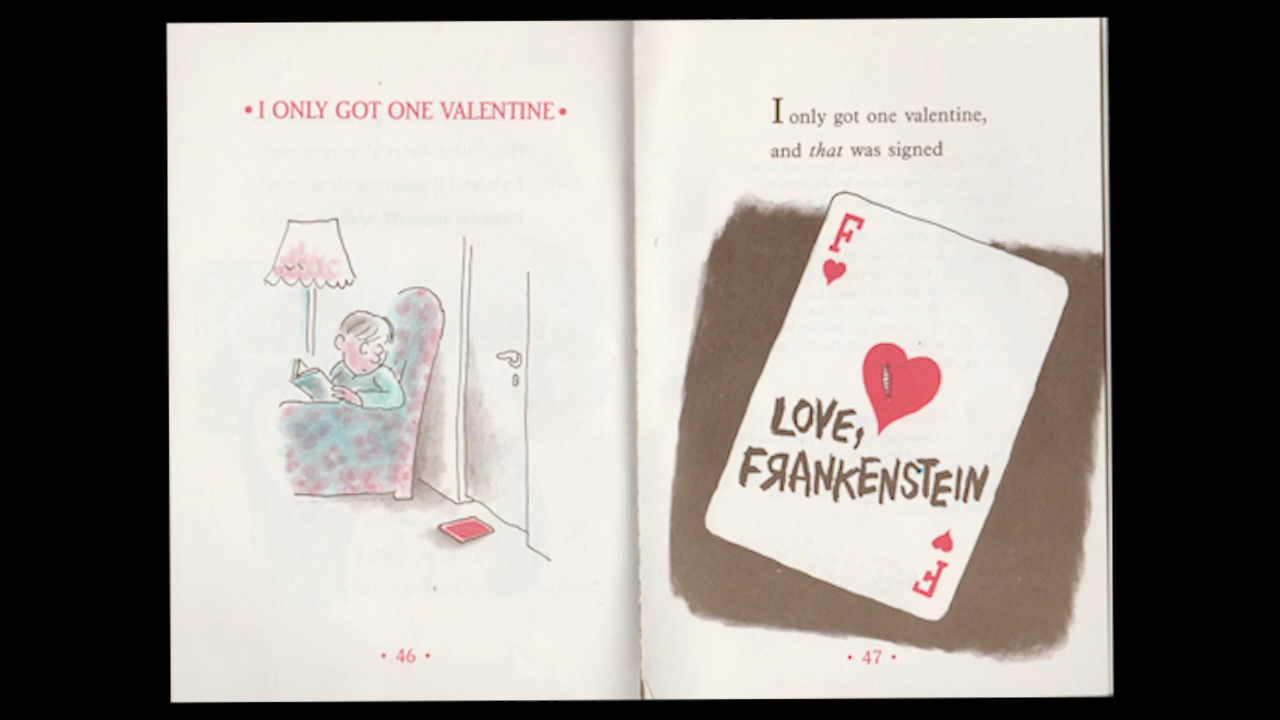 • I ONLY GOT ONE VALENTINE •
• 46 •
I only got one valentine,
and that was signed
F
LOVE,
FRANKENSTEIN
F
• 47 •